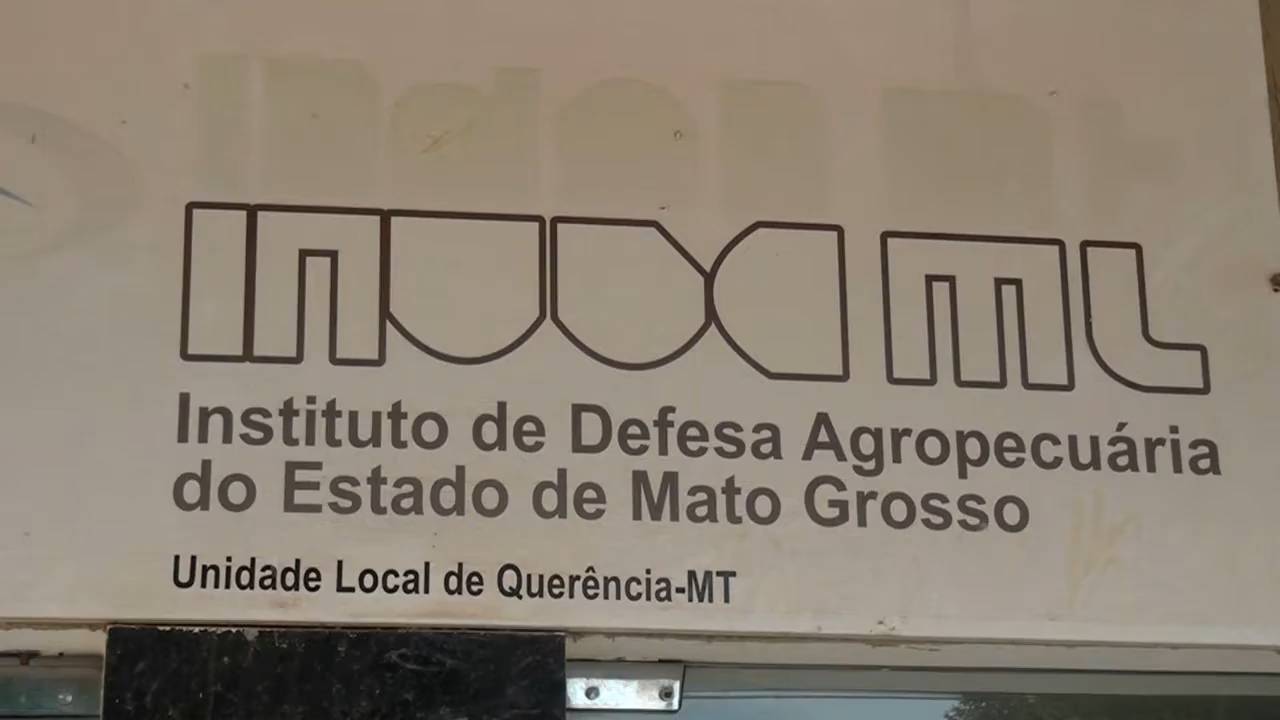 indea mt
Instituto de Defesa Agropecuária
do Estado de Mato Grosso
Unidade Local de Querência-MT